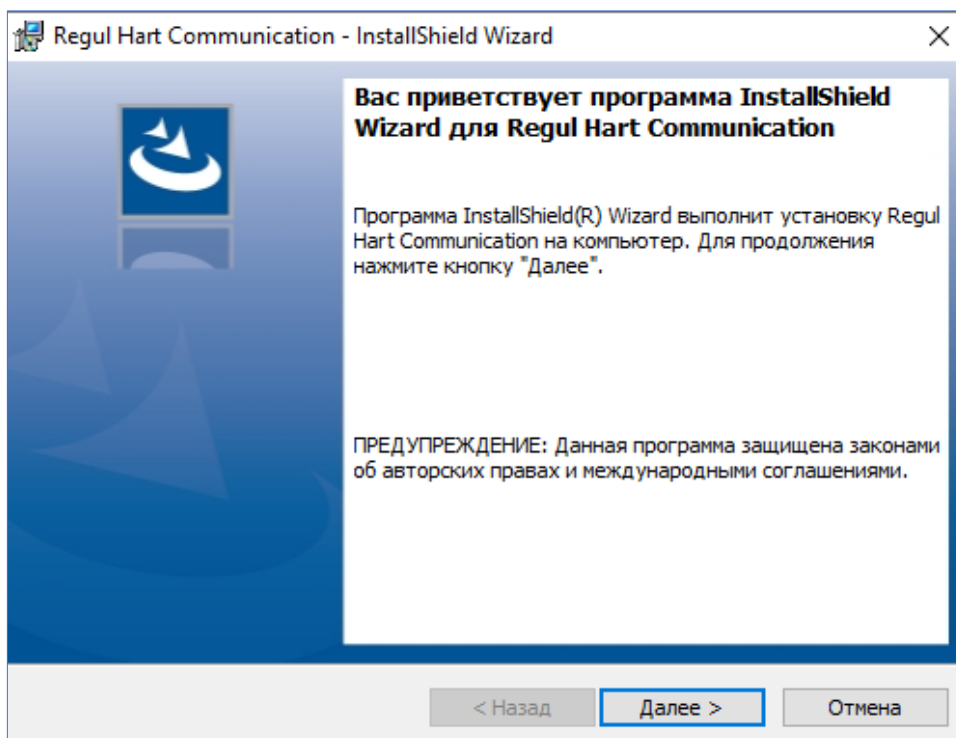 Regul Hart Communication - InstallShield Wizard
Вас приветствует программа InstallShield
Wizard для Regul Hart Communication
Программа InstallShield(R) Wizard выполнит установку Regul
Hart Communication на компьютер. Для продолжения
нажмите кнопку "Далее".
ПРЕДУПРЕЖДЕНИЕ: Данная программа защищена законами
об авторских правах и международными соглашениями.
< Назад
Далее >
Отмена